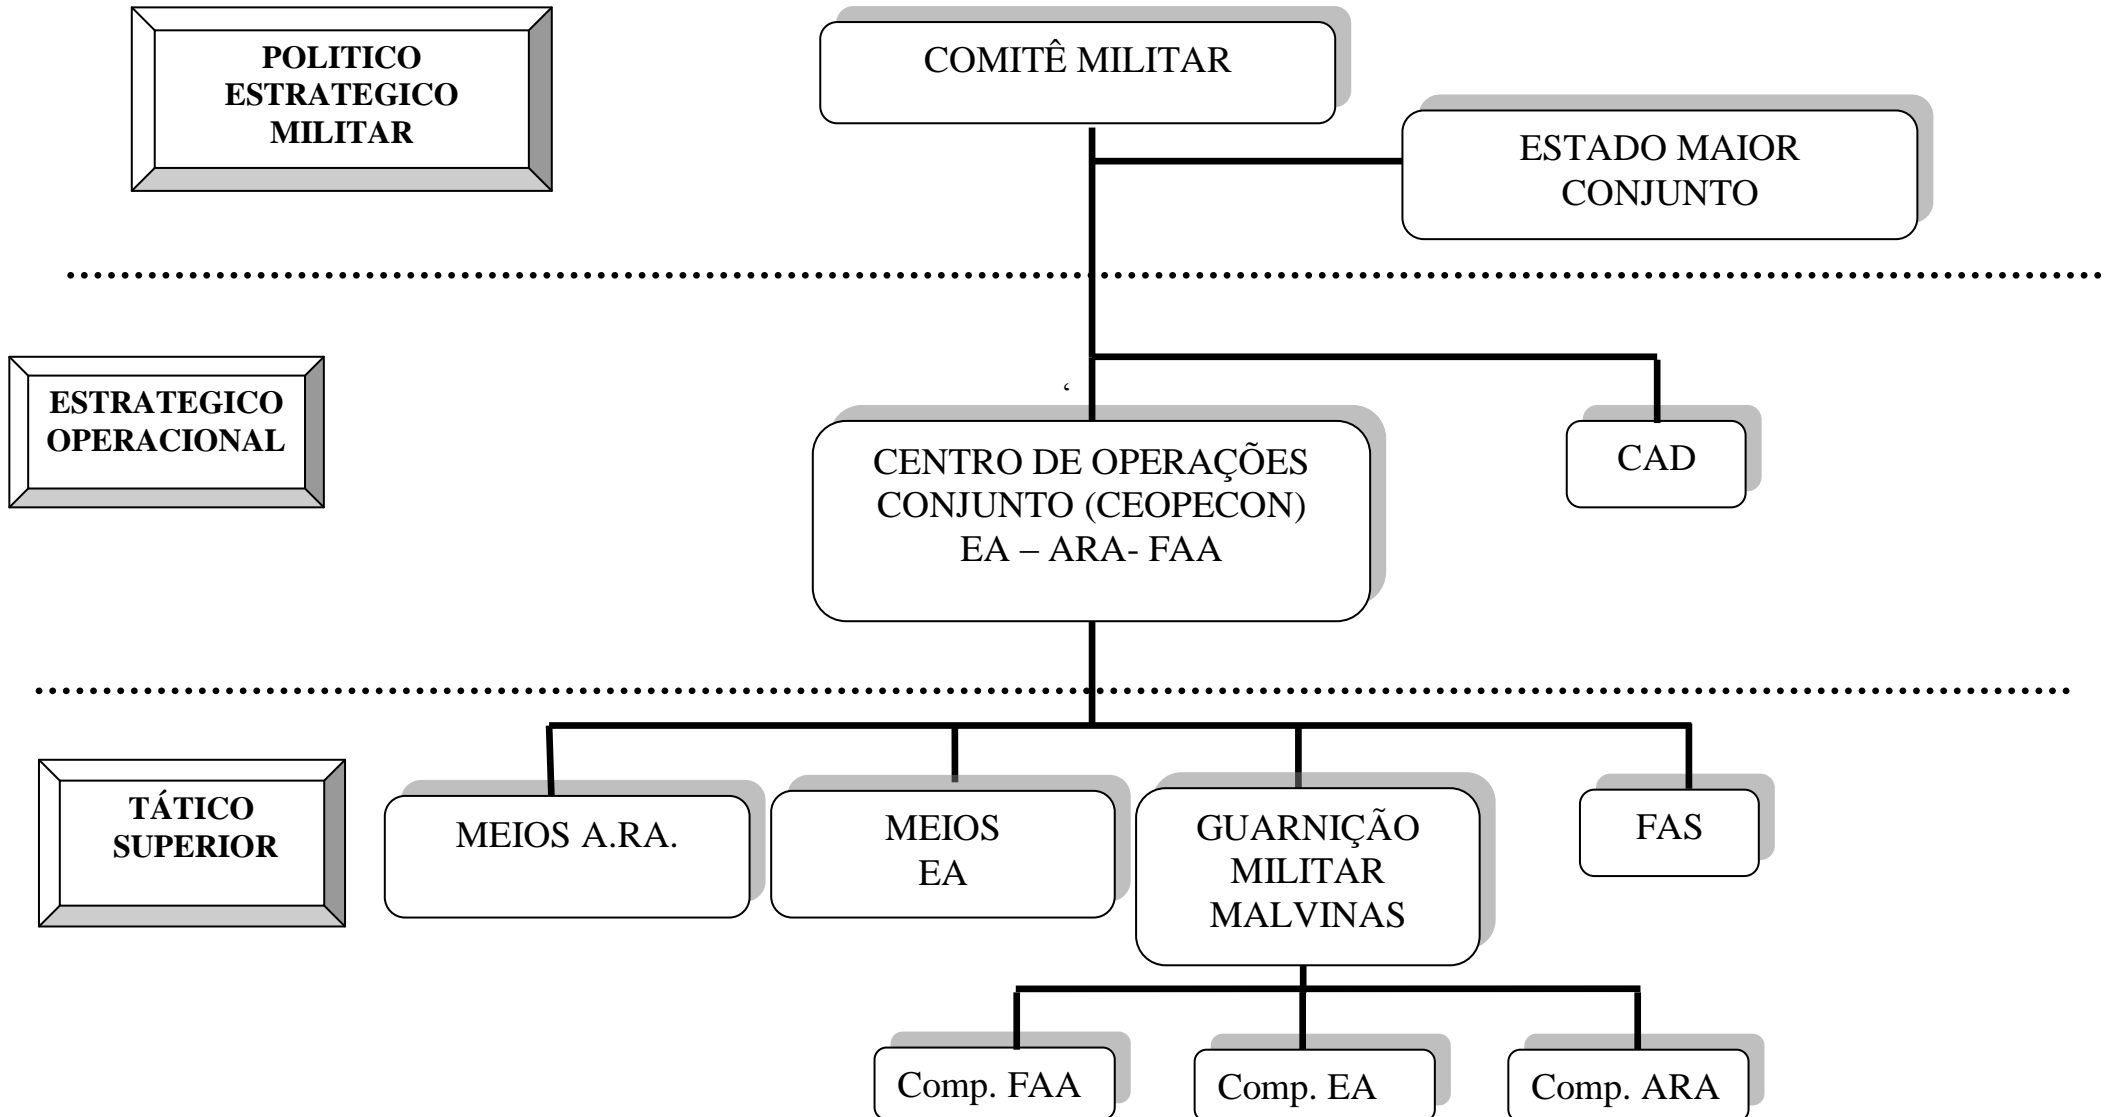 POLITICO
ESTRATEGICO
MILITAR
COMITÊ MILITAR
ESTADO MAIOR
CONJUNTO
ESTRATEGICO
OPERACIONAL
‘
CENTRO DE OPERAÇÕES
CONJUNTO (CEOPECON)
EA – ARA- FAA
CAD
TÁTICO
SUPERIOR
MEIOS A.RA.
MEIOS
EA
GUARNIÇÃO
MILITAR
MALVINAS
FAS
Comp. FAA
Comp. EA
Comp. ARA